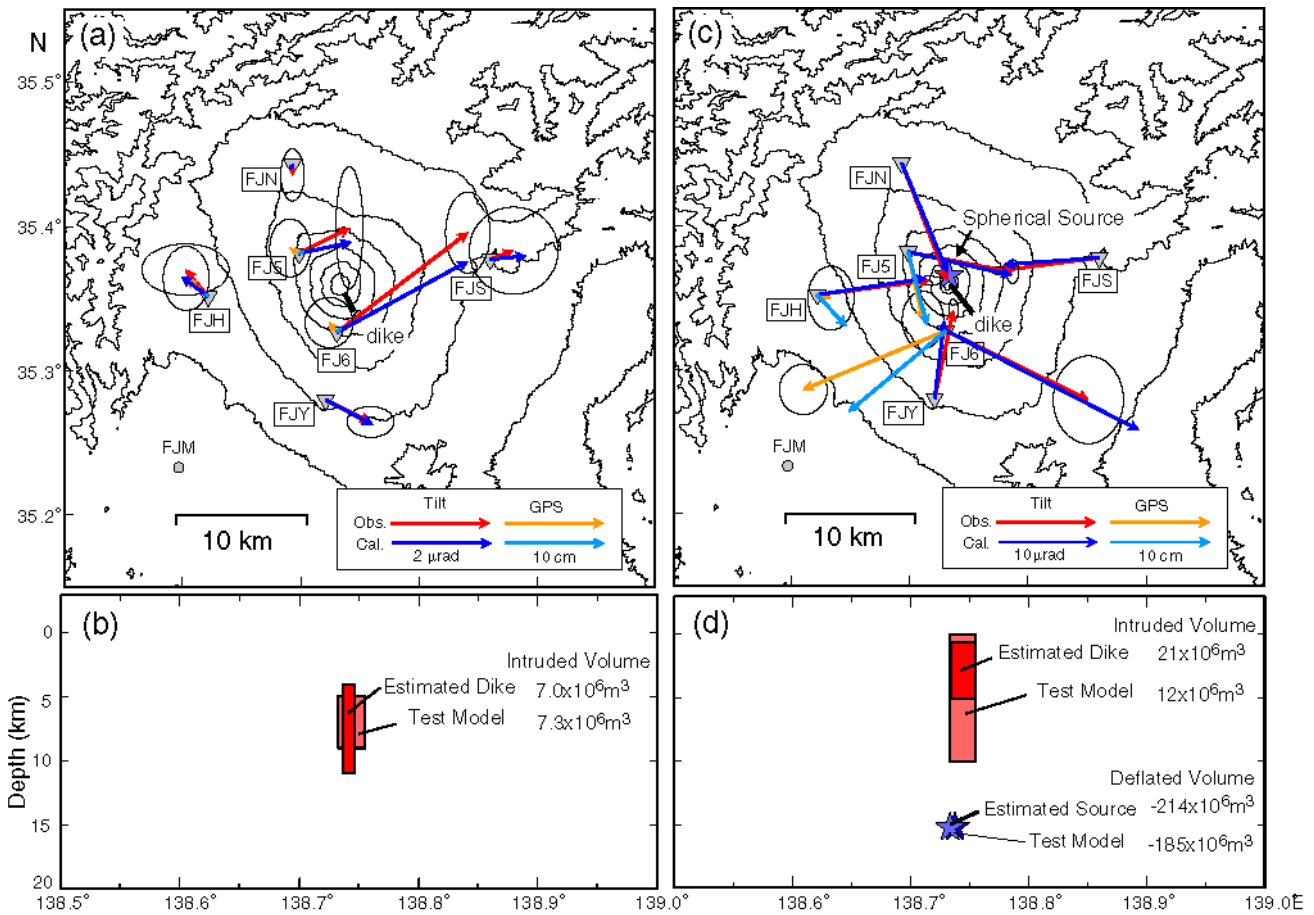 (a)
N
35.5°
35.4°
35.3°
35.2°
FJN
FJ5
FJS
FJH
dike
FJ6
FJY
FJM
10 km
Tilt GPS
Obs.
Cal.
2 μrad 10 cm
(c)
FJN
Spherical Source
FJ5
FJS
FJH
dike
FJ6
FJY
FJM
10 km
Tilt GPS
Obs.
Cal.
10 μrad 10 cm
(b)
Depth (km)
0
5
10
15
20
Intruded Volume
Estimated Dike 7.0x10⁶m³
Test Model 7.3x10⁶m³
138.5° 138.6° 138.7° 138.8° 138.9° 139.0°
(d)
Intruded Volume
Estimated Dike 21x10⁶m³
Test Model 12x10⁶m³
Deflated Volume
Estimated Source -214x10⁶m³
Test Model -185x10⁶m³
138.6° 138.7° 138.8° 138.9° 139.0°E